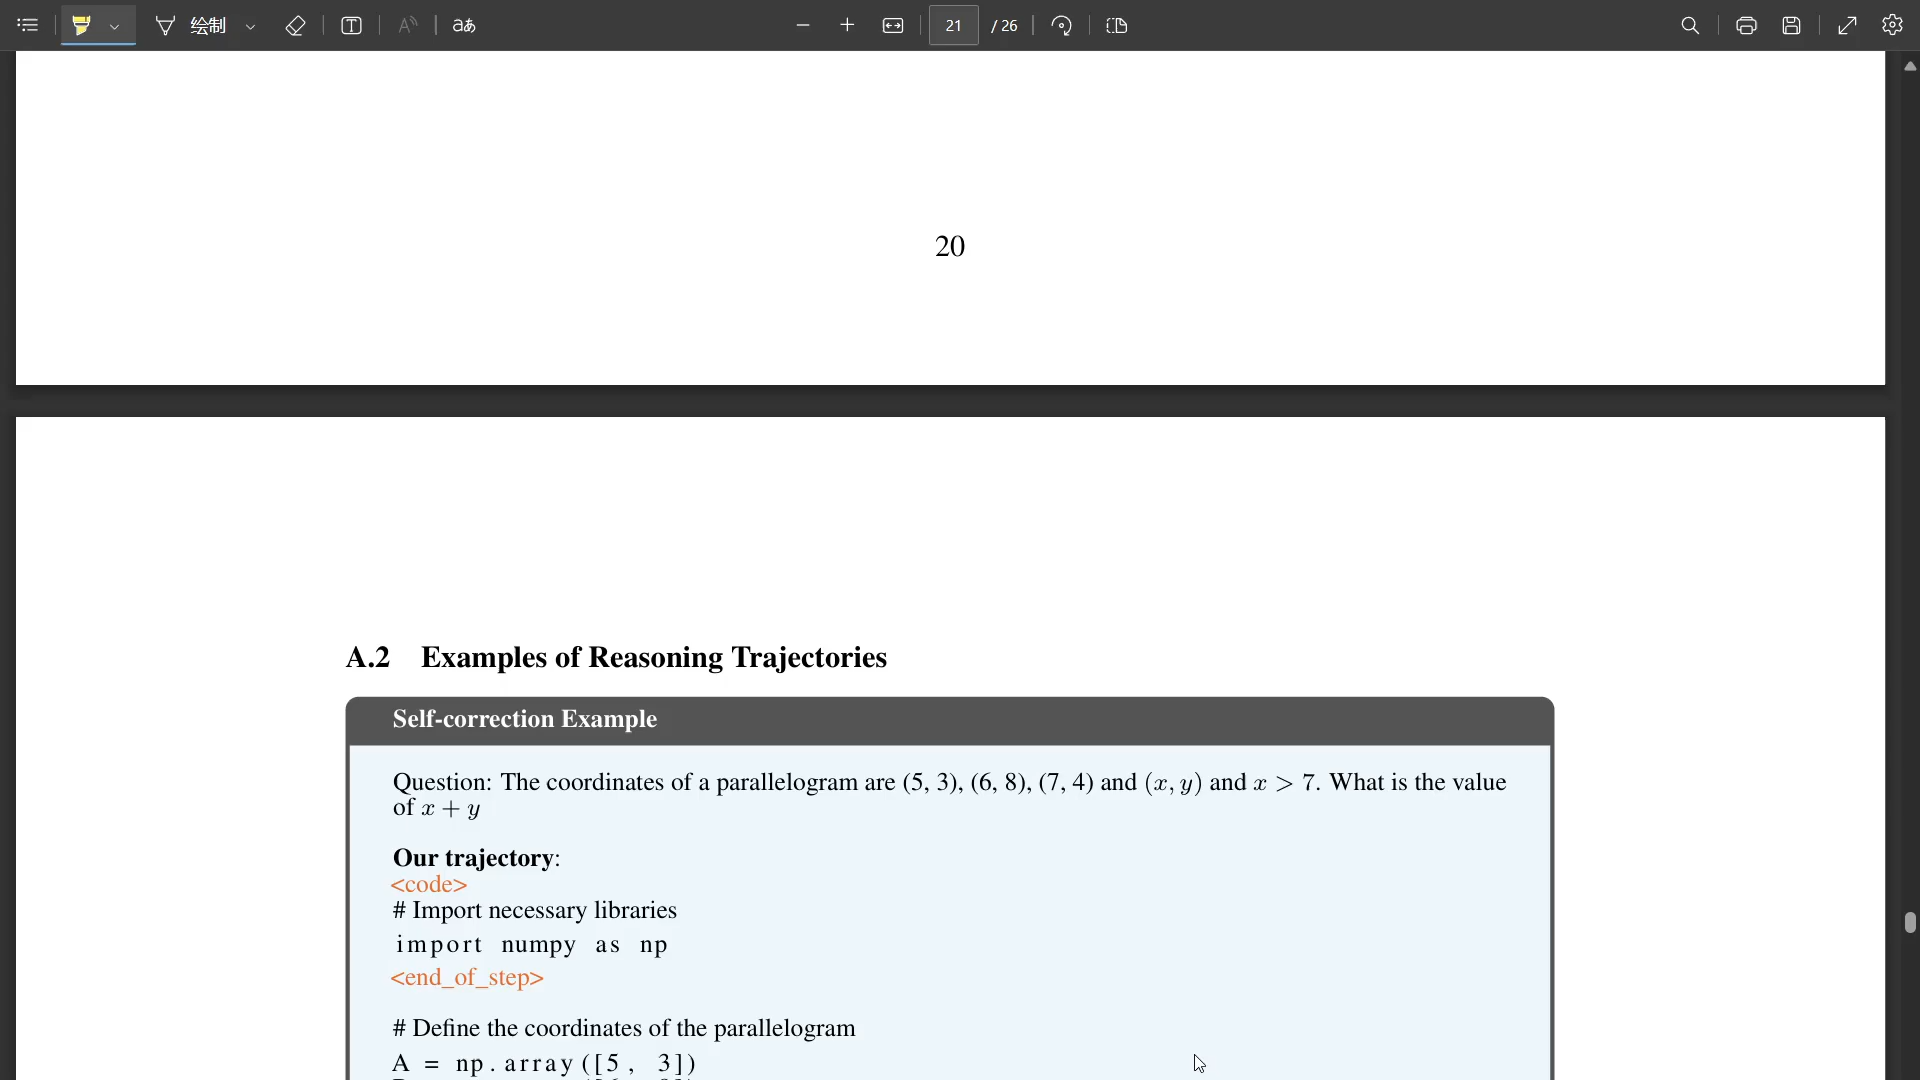 绘制 aあ 21 / 26
20
A.2 Examples of Reasoning Trajectories
Self-correction Example
Question: The coordinates of a parallelogram are (5, 3), (6, 8), (7, 4) and (x, y) and x > 7. What is the value
of x + y
Our trajectory:
<code>
# Import necessary libraries
import numpy as np
<end_of_step>
# Define the coordinates of the parallelogram
A = np.array([5, 3])